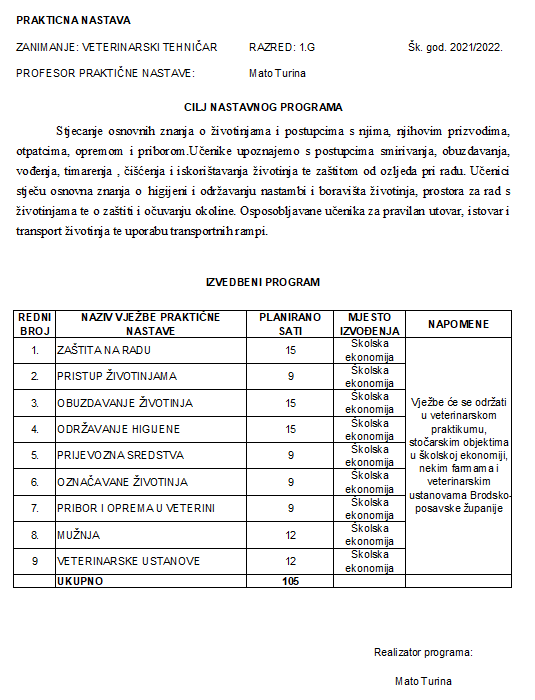 PRAKTICNA NASTAVA
ZANIMANJE: VETERINARSKI TEHNIČAR RAZRED: 1.G Šk. god. 2021/2022.
PROFESOR PRAKTIČNE NASTAVE: Mato Turina
CILJ NASTAVNOG PROGRAMA
Stjecanje osnovnih znanja o životinjama i postupcima s njima, njihovim prizvodima,
otpatcima, opremom i priborom.Učenike upoznajemo s postupcima smirivanja, obuzdavanja,
vođenja, timarenja , čišćenja i iskorištavanja životinja te zaštitom od ozljeda pri radu. Učenici
stječu osnovna znanja o higijeni i održavanju nastambi i boravišta životinja, prostora za rad s
životinjama te o zaštiti i očuvanju okoline. Osposobljavane učenika za pravilan utovar, istovar i
transport životinja te uporabu transportnih rampi.
IZVEDBENI PROGRAM
REDNI BROJ NAZIV VJEŽBE PRAKTIČNE NASTAVE PLANIRANO SATI MJESTO IZVOĐENJA NAPOMENE
1. ZAŠTITA NA RADU 15 Školska ekonomija
2. PRISTUP ŽIVOTINJAMA 9 Školska ekonomija
3. OBUZDAVANJE ŽIVOTINJA 15 Školska ekonomija
4. ODRŽAVANJE HIGIJENE 15 Školska ekonomija
5. PRIJEVOZNA SREDSTVA 9 Školska ekonomija
6. OZNAČAVANE ŽIVOTINJA 9 Školska ekonomija
7. PRIBOR I OPREMA U VETERINI 9 Školska ekonomija
8. MUŽNJA 12 Školska ekonomija
9 VETERINARSKE USTANOVE 12 Školska ekonomija
Vježbe će se održati
u veterinarskom
praktikumu,
stočarskim objektima
u školskoj ekonomiji,
nekim farmama i
veterinarskim
ustanovama Brodsko-
posavske županije
UKUPNO 105
Realizator programa:
Mato Turina